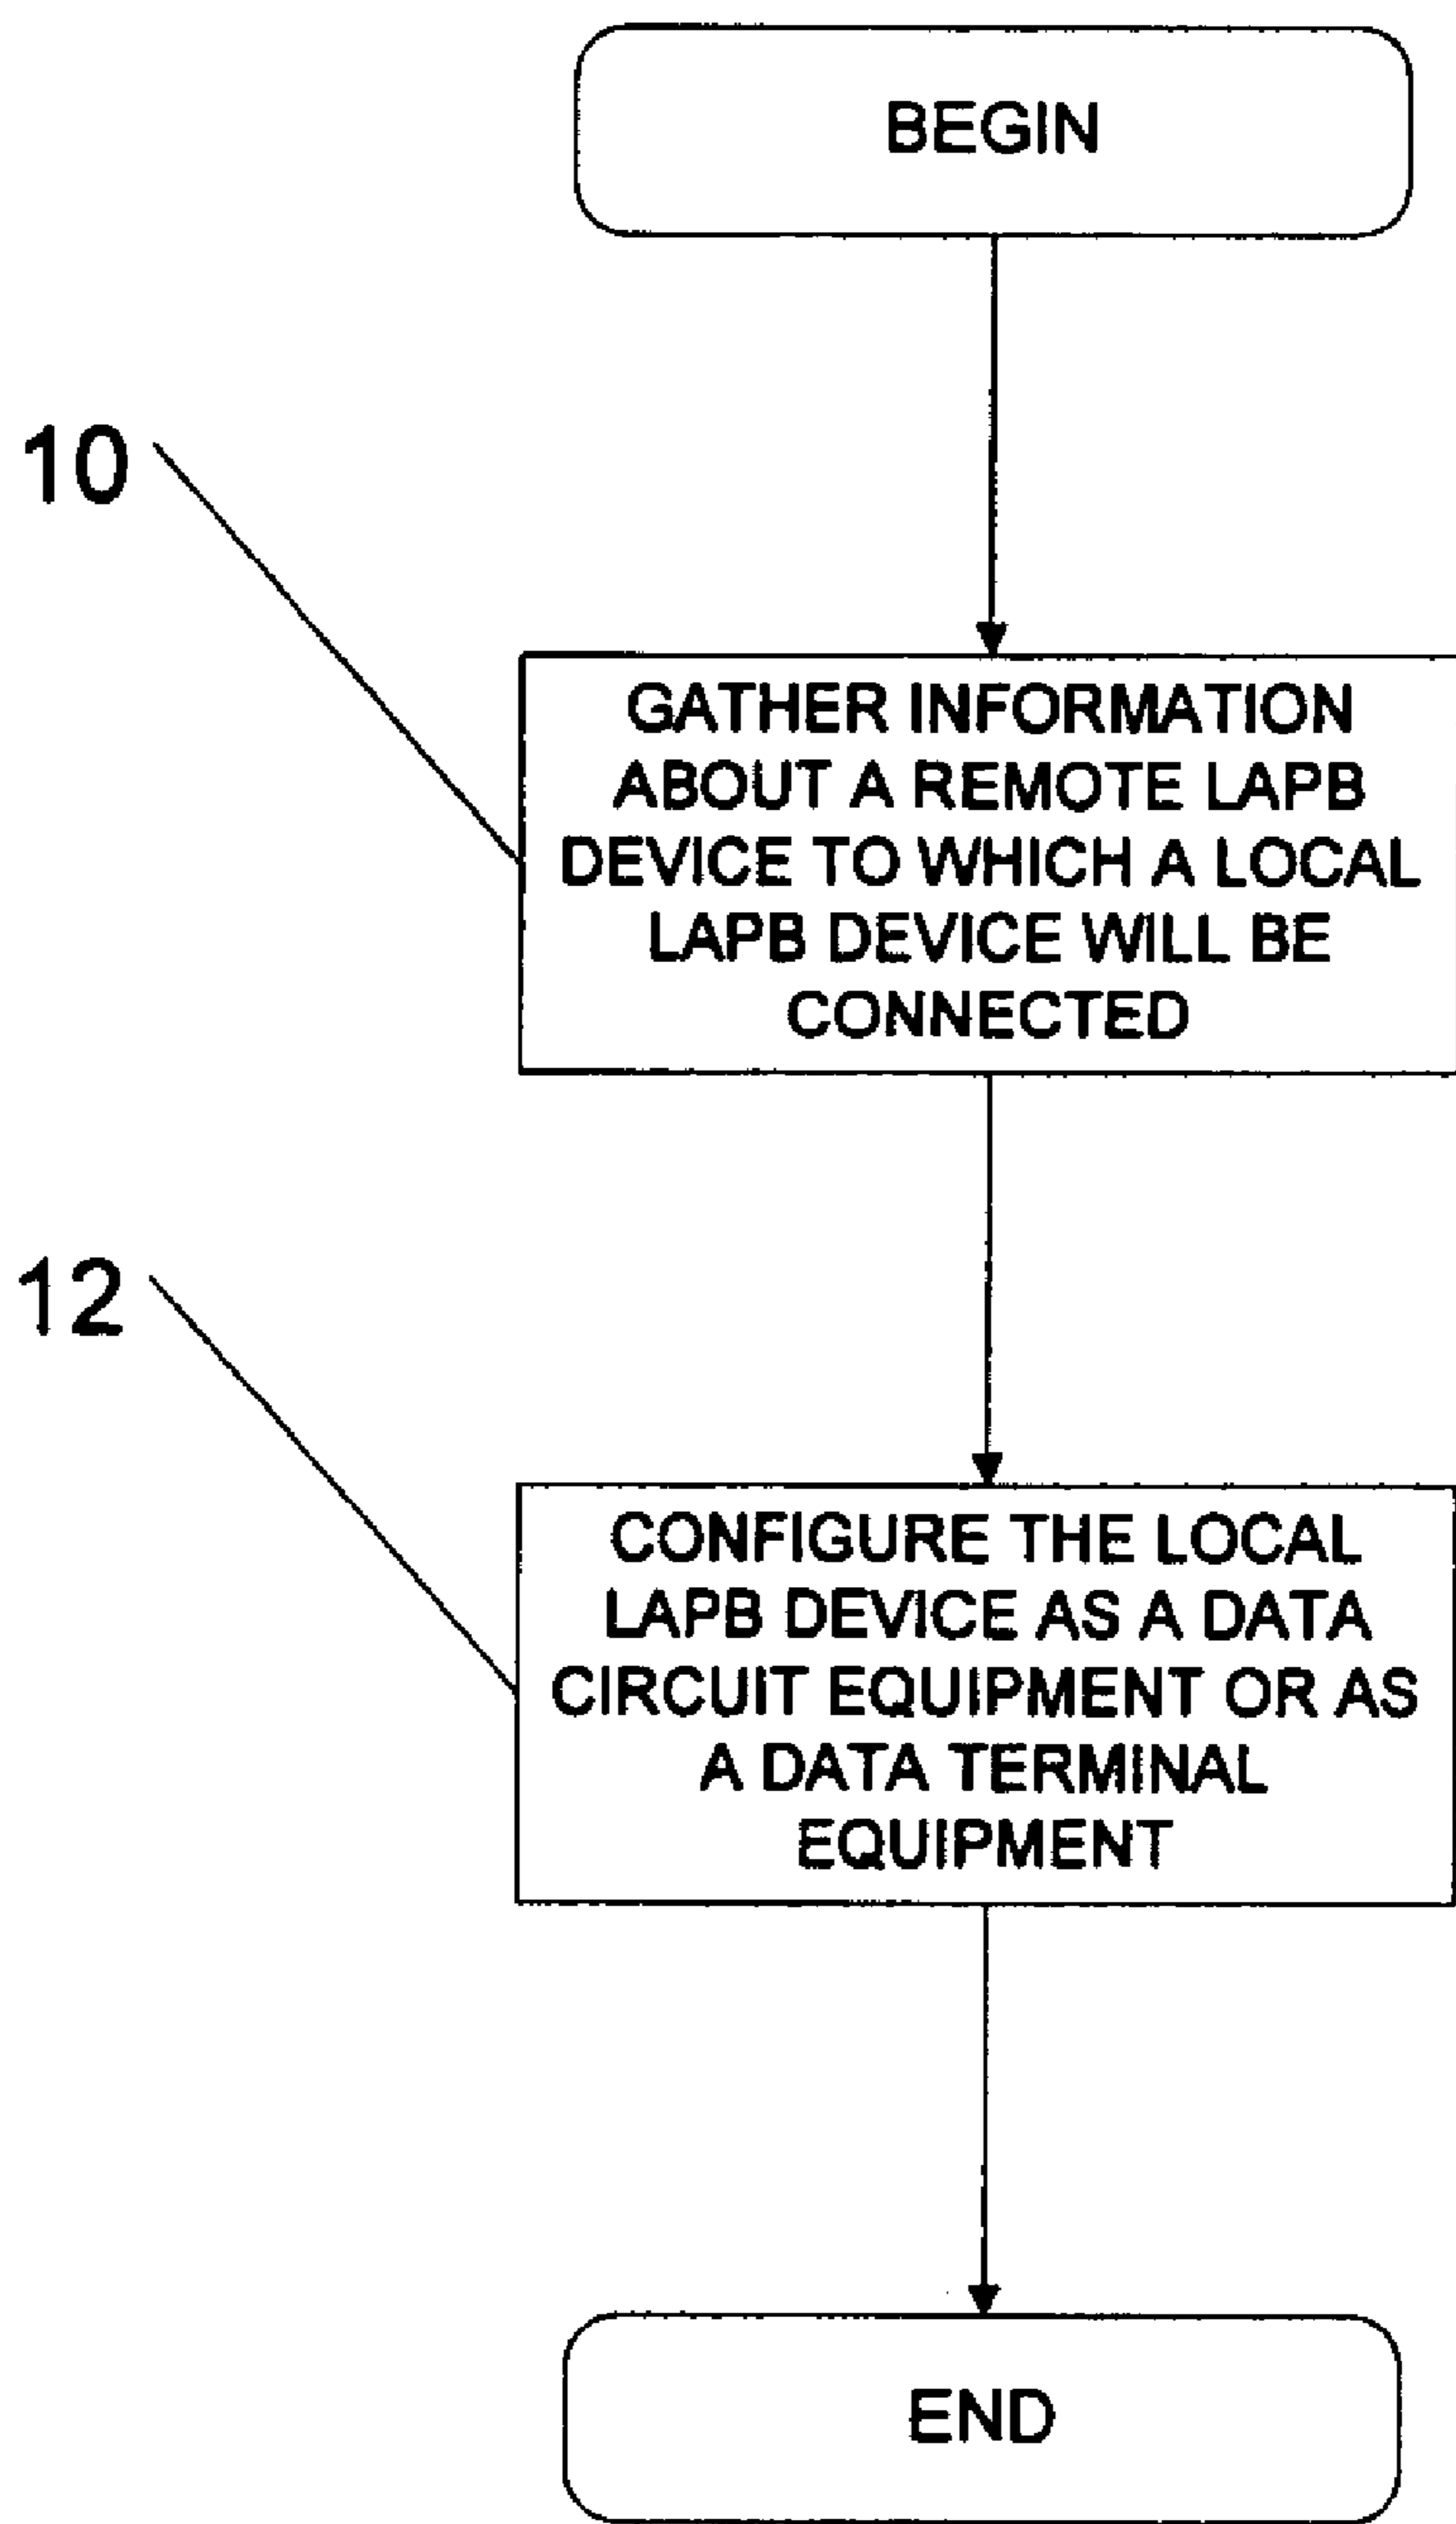 BEGIN
10
GATHER INFORMATION
ABOUT A REMOTE LAPB
DEVICE TO WHICH A LOCAL
LAPB DEVICE WILL BE
CONNECTED
12
CONFIGURE THE LOCAL
LAPB DEVICE AS A DATA
CIRCUIT EQUIPMENT OR AS
A DATA TERMINAL
EQUIPMENT
END